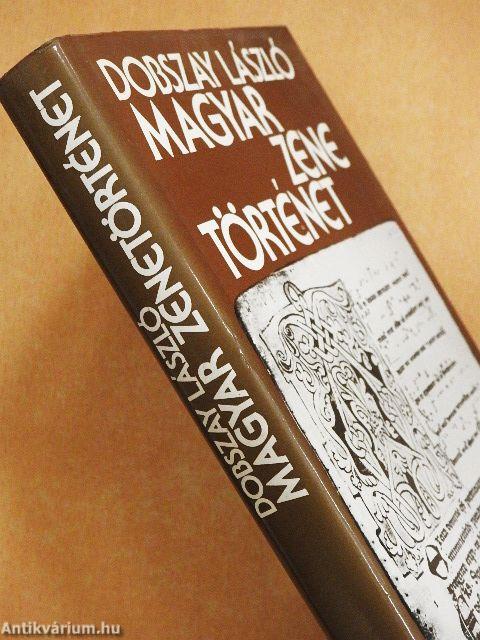 DOBSZAY LÁSZLÓ
MAGYAR
ZENE
TÖRTÉNET
DOBSZAY LÁSZLÓ
MAGYAR ZENETÖRTÉNET
Antikvárium.hu